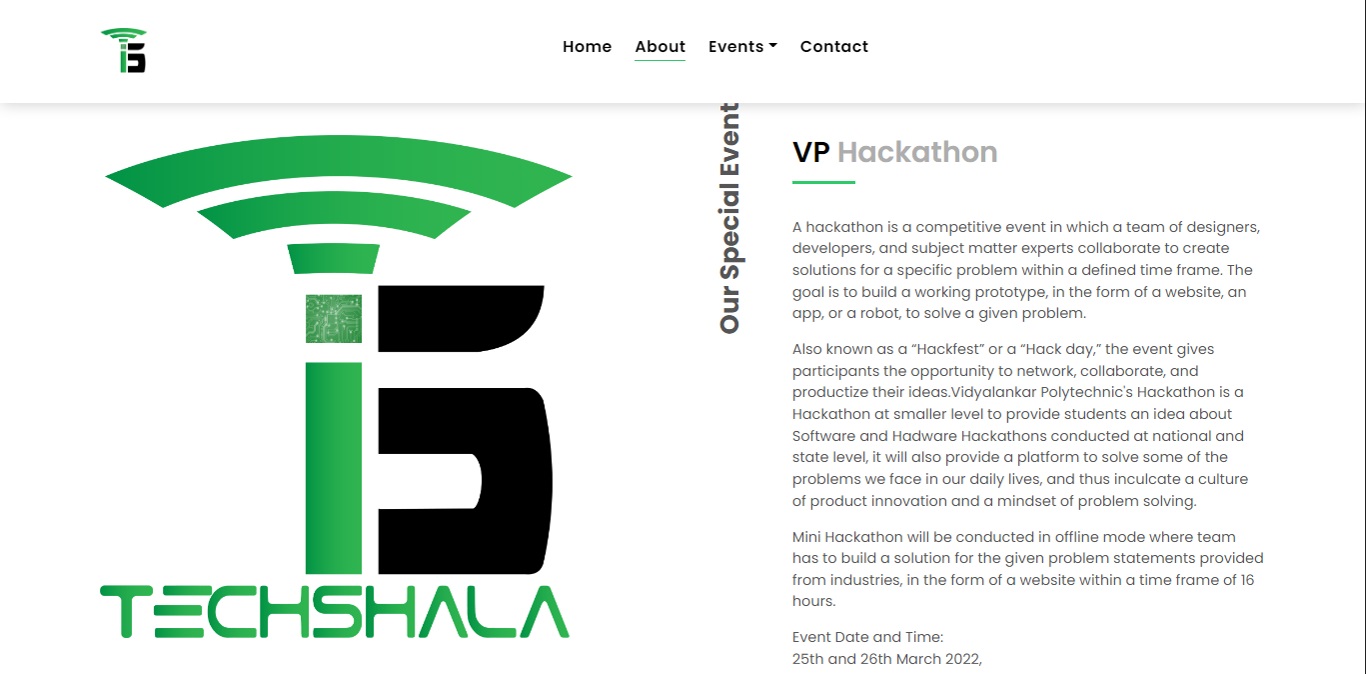 Home About Events Contact
TECHSHALA
Our Special Event
VP Hackathon
A hackathon is a competitive event in which a team of designers,
developers, and subject matter experts collaborate to create
solutions for a specific problem within a defined time frame. The
goal is to build a working prototype, in the form of a website, an
app, or a robot, to solve a given problem.
Also known as a “Hackfest” or a “Hack day,” the event gives
participants the opportunity to network, collaborate, and
productize their ideas.Vidyalankar Polytechnic's Hackathon is a
Hackathon at smaller level to provide students an idea about
Software and Hadware Hackathons conducted at national and
state level, it will also provide a platform to solve some of the
problems we face in our daily lives, and thus inculcate a culture
of product innovation and a mindset of problem solving.
Mini Hackathon will be conducted in offline mode where team
has to build a solution for the given problem statements provided
from industries, in the form of a website within a time frame of 16
hours.
Event Date and Time:
25th and 26th March 2022,